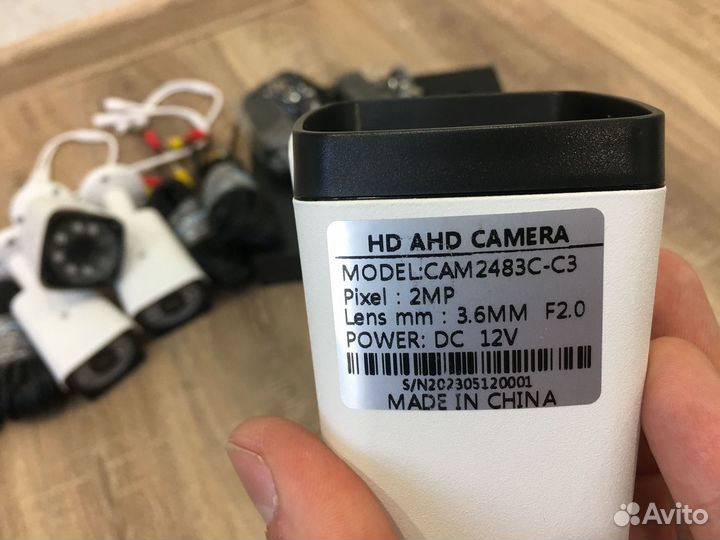 HD AHD CAMERA
MODEL:CAM2483C-C3
Pixel : 2MP
Lens mm : 3.6MM F2.0
POWER: DC 12V
S/N202305120001
MADE IN CHINA
Avito